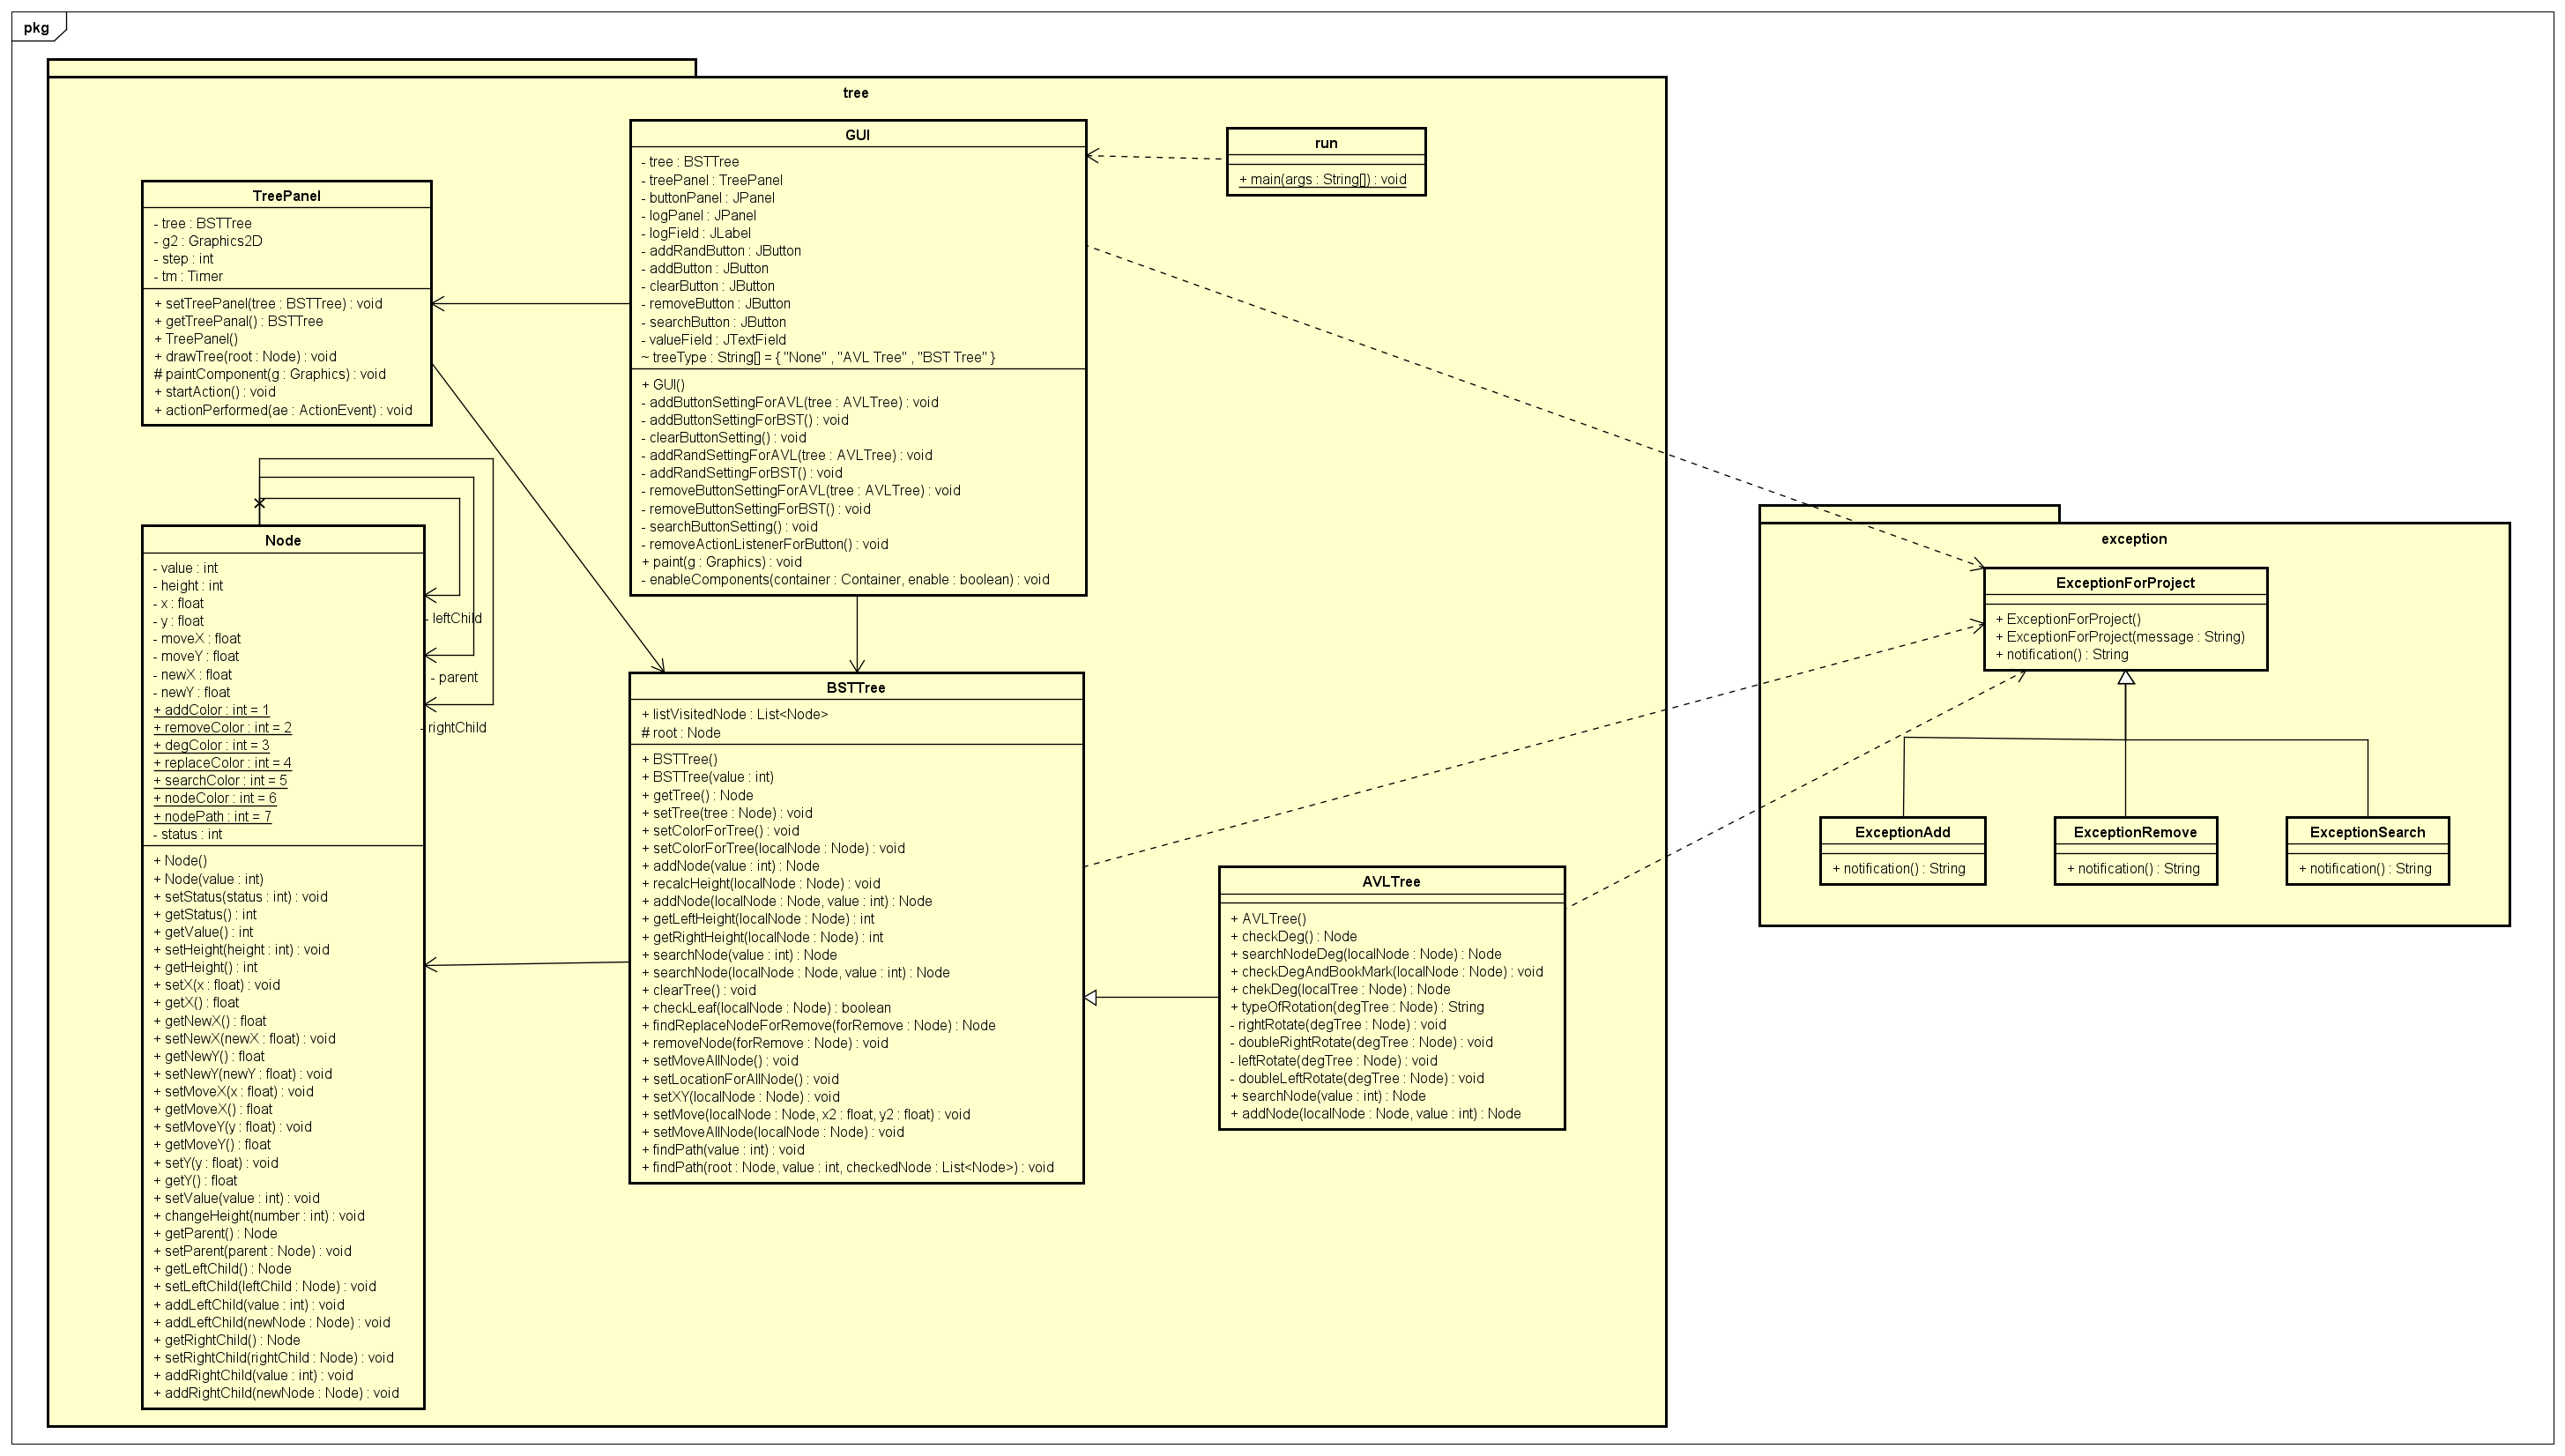 pkg
tree
TreePanel
- tree : BSTTree
- g2 : Graphics2D
- step : int
- tm : Timer
+ setTreePanel(tree : BSTTree) : void
+ getTreePanal() : BSTTree
+ TreePanel()
+ drawTree(root : Node) : void
# paintComponent(g : Graphics) : void
+ startAction() : void
+ actionPerformed(ae : ActionEvent) : void
GUI
- tree : BSTTree
- treePanel : TreePanel
- buttonPanel : JPanel
- logPanel : JPanel
- logField : JLabel
- addRandButton : JButton
- addButton : JButton
- clearButton : JButton
- removeButton : JButton
- searchButton : JButton
- valueField : JTextField
~ treeType : String[] = { "None" , "AVL Tree" , "BST Tree" }
+ GUI()
- addButtonSettingForAVL(tree : AVLTree) : void
- addButtonSettingForBST() : void
- clearButtonSetting() : void
- addRandSettingForAVL(tree : AVLTree) : void
- addRandSettingForBST() : void
- removeButtonSettingForAVL(tree : AVLTree) : void
- removeButtonSettingForBST() : void
- searchButtonSetting() : void
- removeActionListenerForButton() : void
+ paint(g : Graphics) : void
- enableComponents(container : Container, enable : boolean) : void
run
+ main(args : String[]) : void
Node
- value : int
- height : int
- x : float
- y : float
- moveX : float
- moveY : float
- newX : float
- newY : float
+ addColor : int = 1
+ removeColor : int = 2
+ degColor : int = 3
+ replaceColor : int = 4
+ searchColor : int = 5
+ nodeColor : int = 6
+ nodePath : int = 7
- status : int
+ Node()
+ Node(value : int)
+ setStatus(status : int) : void
+ getStatus() : int
+ getValue() : int
+ setHeight(height : int) : void
+ getHeight() : int
+ setX(x : float) : void
+ getX() : float
+ getNewX() : float
+ setNewX(newX : float) : void
+ getNewY() : float
+ setNewY(newY : float) : void
+ setMoveX(x : float) : void
+ getMoveX() : float
+ setMoveY(y : float) : void
+ getMoveY() : float
+ setY(y : float) : void
+ getY() : float
+ setValue(value : int) : void
+ changeHeight(number : int) : void
+ getParent() : Node
+ setParent(parent : Node) : void
+ getLeftChild() : Node
+ setLeftChild(leftChild : Node) : void
+ addLeftChild(value : int) : void
+ addLeftChild(newNode : Node) : void
+ getRightChild() : Node
+ setRightChild(rightChild : Node) : void
+ addRightChild(value : int) : void
+ addRightChild(newNode : Node) : void
- leftChild
- parent
- rightChild
BSTTree
+ listVisitedNode : List<Node>
# root : Node
+ BSTTree()
+ BSTTree(value : int)
+ getTree() : Node
+ setTree(tree : Node) : void
+ setColorForTree() : void
+ setColorForTree(localNode : Node) : void
+ addNode(value : int) : Node
+ recalcHeight(localNode : Node) : void
+ addNode(localNode : Node, value : int) : Node
+ getLeftHeight(localNode : Node) : int
+ getRightHeight(localNode : Node) : int
+ searchNode(value : int) : Node
+ searchNode(localNode : Node, value : int) : Node
+ clearTree() : void
+ checkLeaf(localNode : Node) : boolean
+ findReplaceNodeForRemove(forRemove : Node) : Node
+ removeNode(forRemove : Node) : void
+ setMoveAllNode() : void
+ setLocationForAllNode() : void
+ setXY(localNode : Node) : void
+ setMove(localNode : Node, x2 : float, y2 : float) : void
+ setMoveAllNode(localNode : Node) : void
+ findPath(value : int) : void
+ findPath(root : Node, value : int, checkedNode : List<Node>) : void
AVLTree
+ AVLTree()
+ checkDeg() : Node
+ searchNodeDeg(localNode : Node) : Node
+ checkDegAndBookMark(localNode : Node) : void
+ chekDeg(localTree : Node) : Node
+ typeOfRotation(degTree : Node) : String
- rightRotate(degTree : Node) : void
- doubleRightRotate(degTree : Node) : void
- leftRotate(degTree : Node) : void
- doubleLeftRotate(degTree : Node) : void
+ searchNode(value : int) : Node
+ addNode(localNode : Node, value : int) : Node
exception
ExceptionForProject
+ ExceptionForProject()
+ ExceptionForProject(message : String)
+ notification() : String
ExceptionAdd
+ notification() : String
ExceptionRemove
+ notification() : String
ExceptionSearch
+ notification() : String